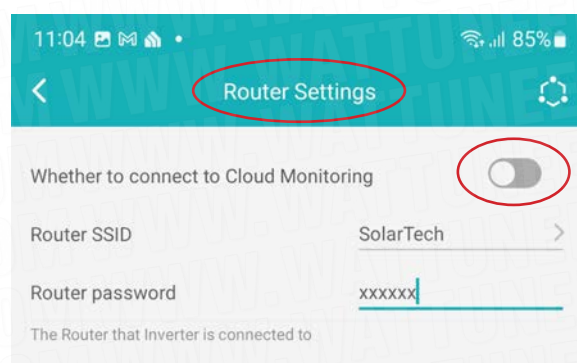 11:04 85%
Router Settings
Whether to connect to Cloud Monitoring
Router SSID SolarTech
Router password xxxxxx
The Router that Inverter is connected to